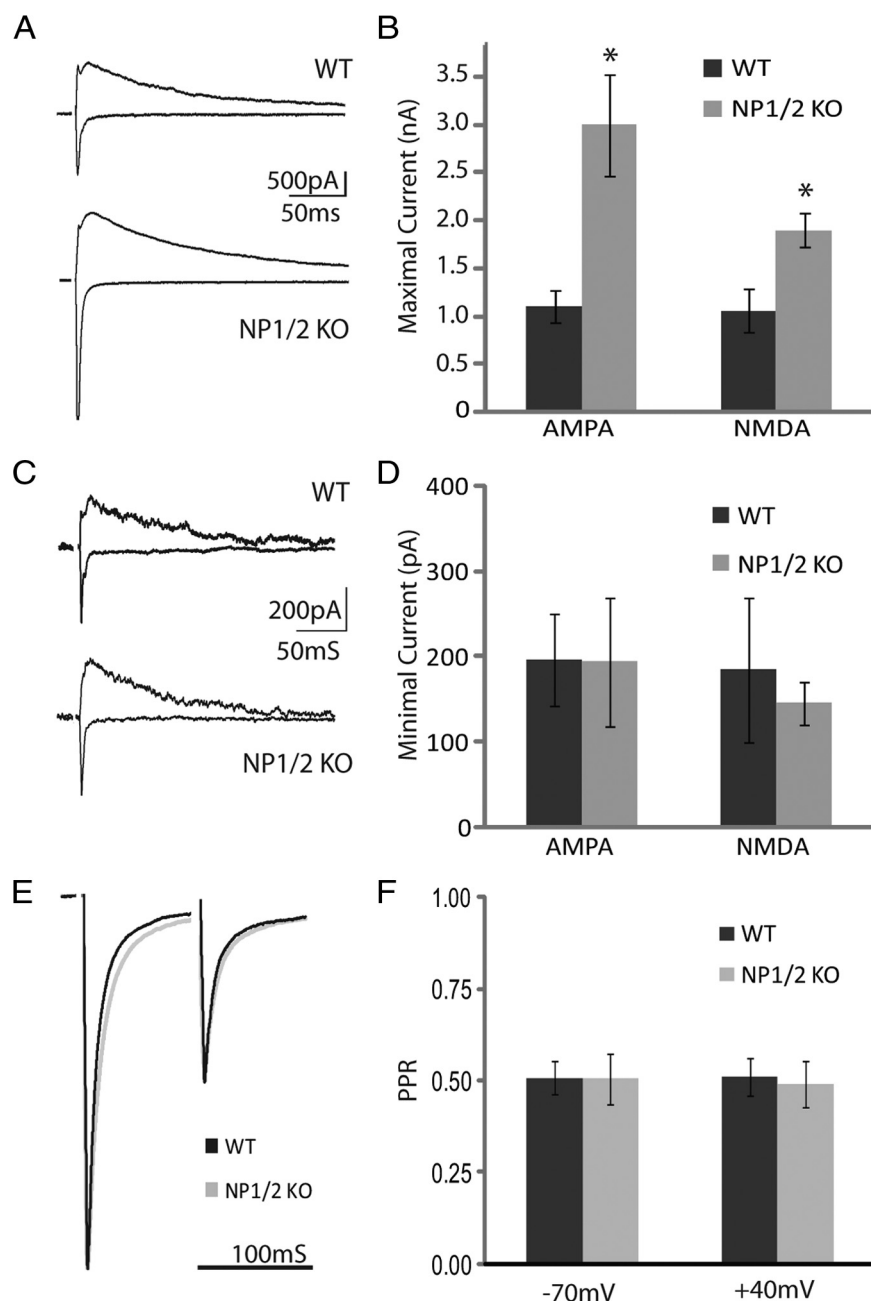 A
WT
500pA
50ms
NP1/2 KO
B
Maximal Current (nA)
3.5
3.0
2.5
2.0
1.5
1.0
0.5
0
*
*
WT
NP1/2 KO
AMPA
NMDA
C
WT
200pA
50mS
NP1/2 KO
D
Minimal Current (pA)
400
300
200
100
0
WT
NP1/2 KO
AMPA
NMDA
E
WT
NP1/2 KO
100mS
F
PPR
1.00
0.75
0.50
0.25
0.00
WT
NP1/2 KO
-70mV
+40mV